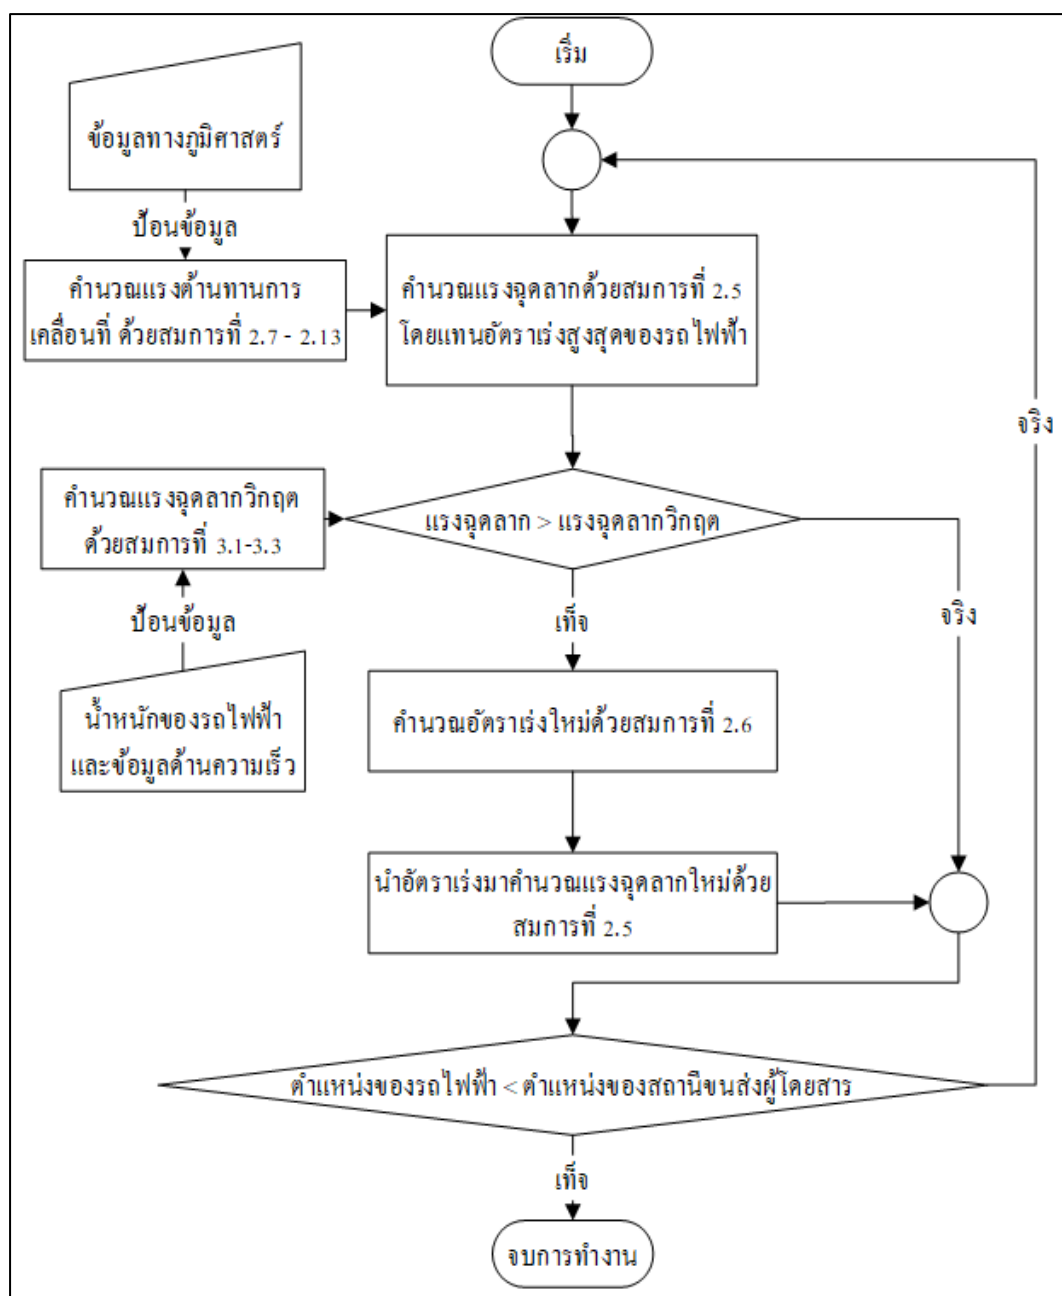 เริ่ม
ข้อมูลทางภูมิศาสตร์
ป้อนข้อมูล
คำนวณแรงต้านทานการ
เคลื่อนที่ ด้วยสมการที่ 2.7 - 2.13
คำนวณแรงฉุดลากด้วยสมการที่ 2.5
โดยแทนอัตราเร่งสูงสุดของรถไฟฟ้า
จริง
คำนวณแรงฉุดลากวิกฤต
ด้วยสมการที่ 3.1-3.3
แรงฉุดลาก > แรงฉุดลากวิกฤต
ป้อนข้อมูล
เท็จ
จริง
น้ำหนักของรถไฟฟ้า
และข้อมูลด้านความเร็ว
คำนวณอัตราเร่งใหม่ด้วยสมการที่ 2.6
นำอัตราเร่งมาคำนวณแรงฉุดลากใหม่ด้วย
สมการที่ 2.5
ตำแหน่งของรถไฟฟ้า < ตำแหน่งของสถานีขนส่งผู้โดยสาร
เท็จ
จบการทำงาน